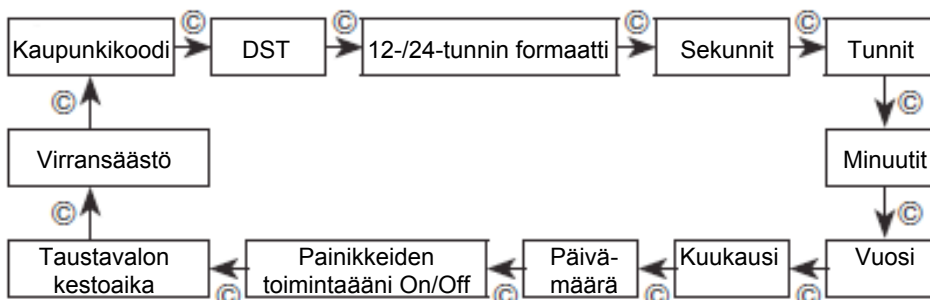 Kaupunkikoodi © DST © 12-/24-tunnin formaatti © Sekunnit © Tunnit
© ©
Virransäästö Minuutit
© ©
Taustavalon kestoaika © Painikkeiden toimintaääni On/Off © Päivä-määrä © Kuukausi © Vuosi